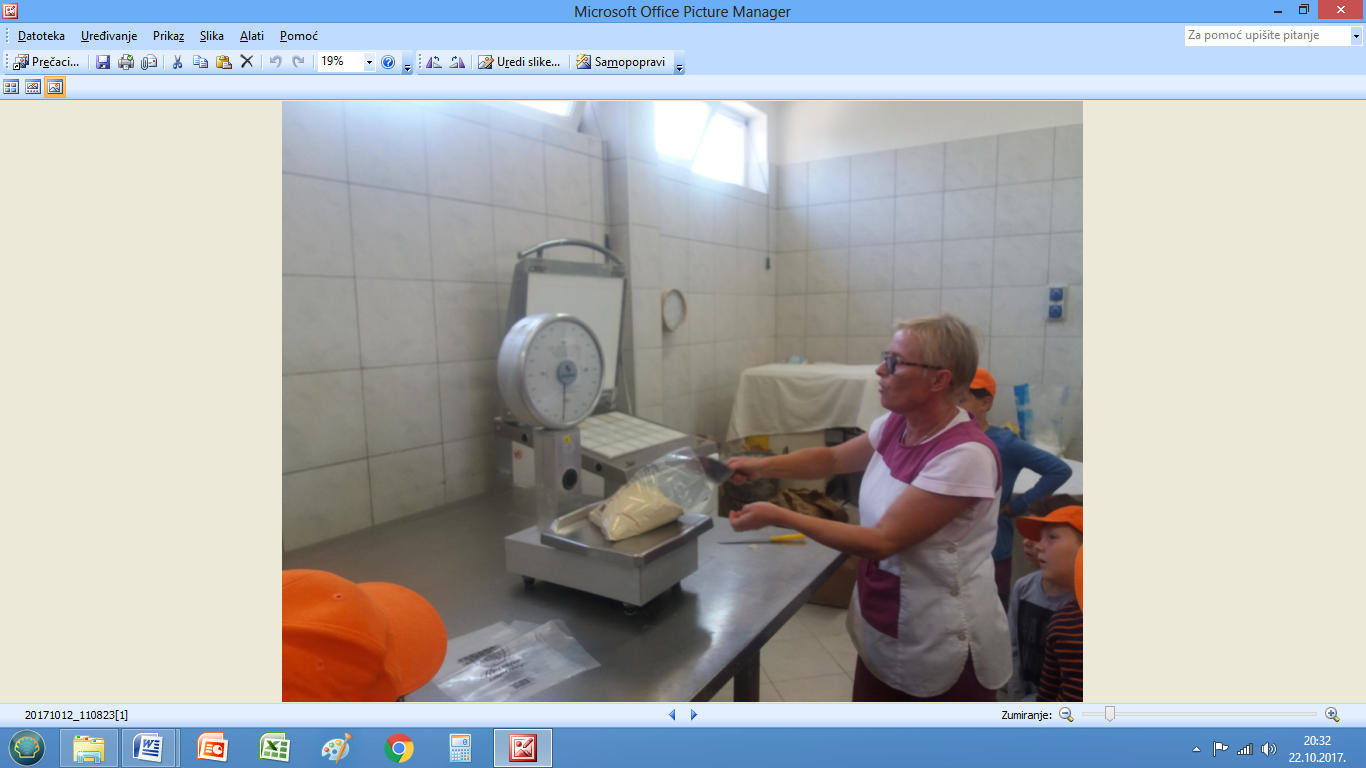 Microsoft Office Picture Manager
Datoteka Uređivanje Prikaz Slika Alati Pomoć
Za pomoć upišite pitanje
Prečaci... 19% Uredi slike... Samopopravi
20171012_110823[1]
Zumiranje:
20:32
22.10.2017.